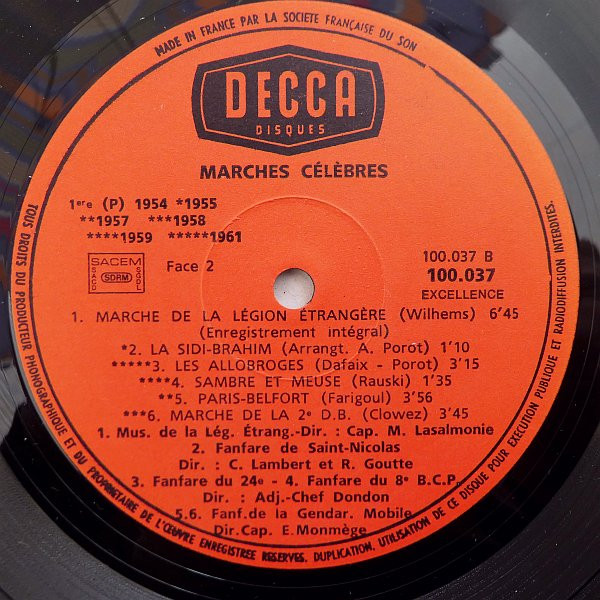 MADE IN FRANCE PAR LA SOCIÉTÉ FRANÇAISE DU SON
DECCA
DISQUES
MARCHES CÉLÈBRES
1ere (P) 1954 *1955
**1957 ***1958
****1959 *****1961
SACEM
SACD SDRM SGDL
Face 2
100.037 B
100.037
EXCELLENCE
1. MARCHE DE LA LÉGION ÉTRANGÈRE (Wilhems) 6'45
(Enregistrement intégral)
*2. LA SIDI-BRAHIM (Arrangt. A. Porot) 1'10
*****3. LES ALLOBROGES (Dafaix - Porot) 3'15
****4. SAMBRE ET MEUSE (Rauski) 1'35
**5. PARIS-BELFORT (Farigoul) 3'56
***6. MARCHE DE LA 2e D.B. (Clowez) 3'45
1. Mus. de la Lég. Étrang.-Dir : Cap. M. Lasalmonie
2. Fanfare de Saint-Nicolas
Dir. : C. Lambert et R. Goutte
3. Fanfare du 24e - 4. Fanfare du 8e B.C.P.
Dir. : Adj.-Chef Dondon
5.6. Fanf.de la Gendar. Mobile
Dir.Cap. E.Monmège
TOUS DROITS DU PRODUCTEUR PHONOGRAPHIQUE ET DU PROPRIÉTAIRE DE L'ŒUVRE ENREGISTRÉE RÉSERVÉS. DUPLICATION, UTILISATION DE CE DISQUE POUR EXÉCUTION PUBLIQUE ET RADIODIFFUSION INTERDITES.